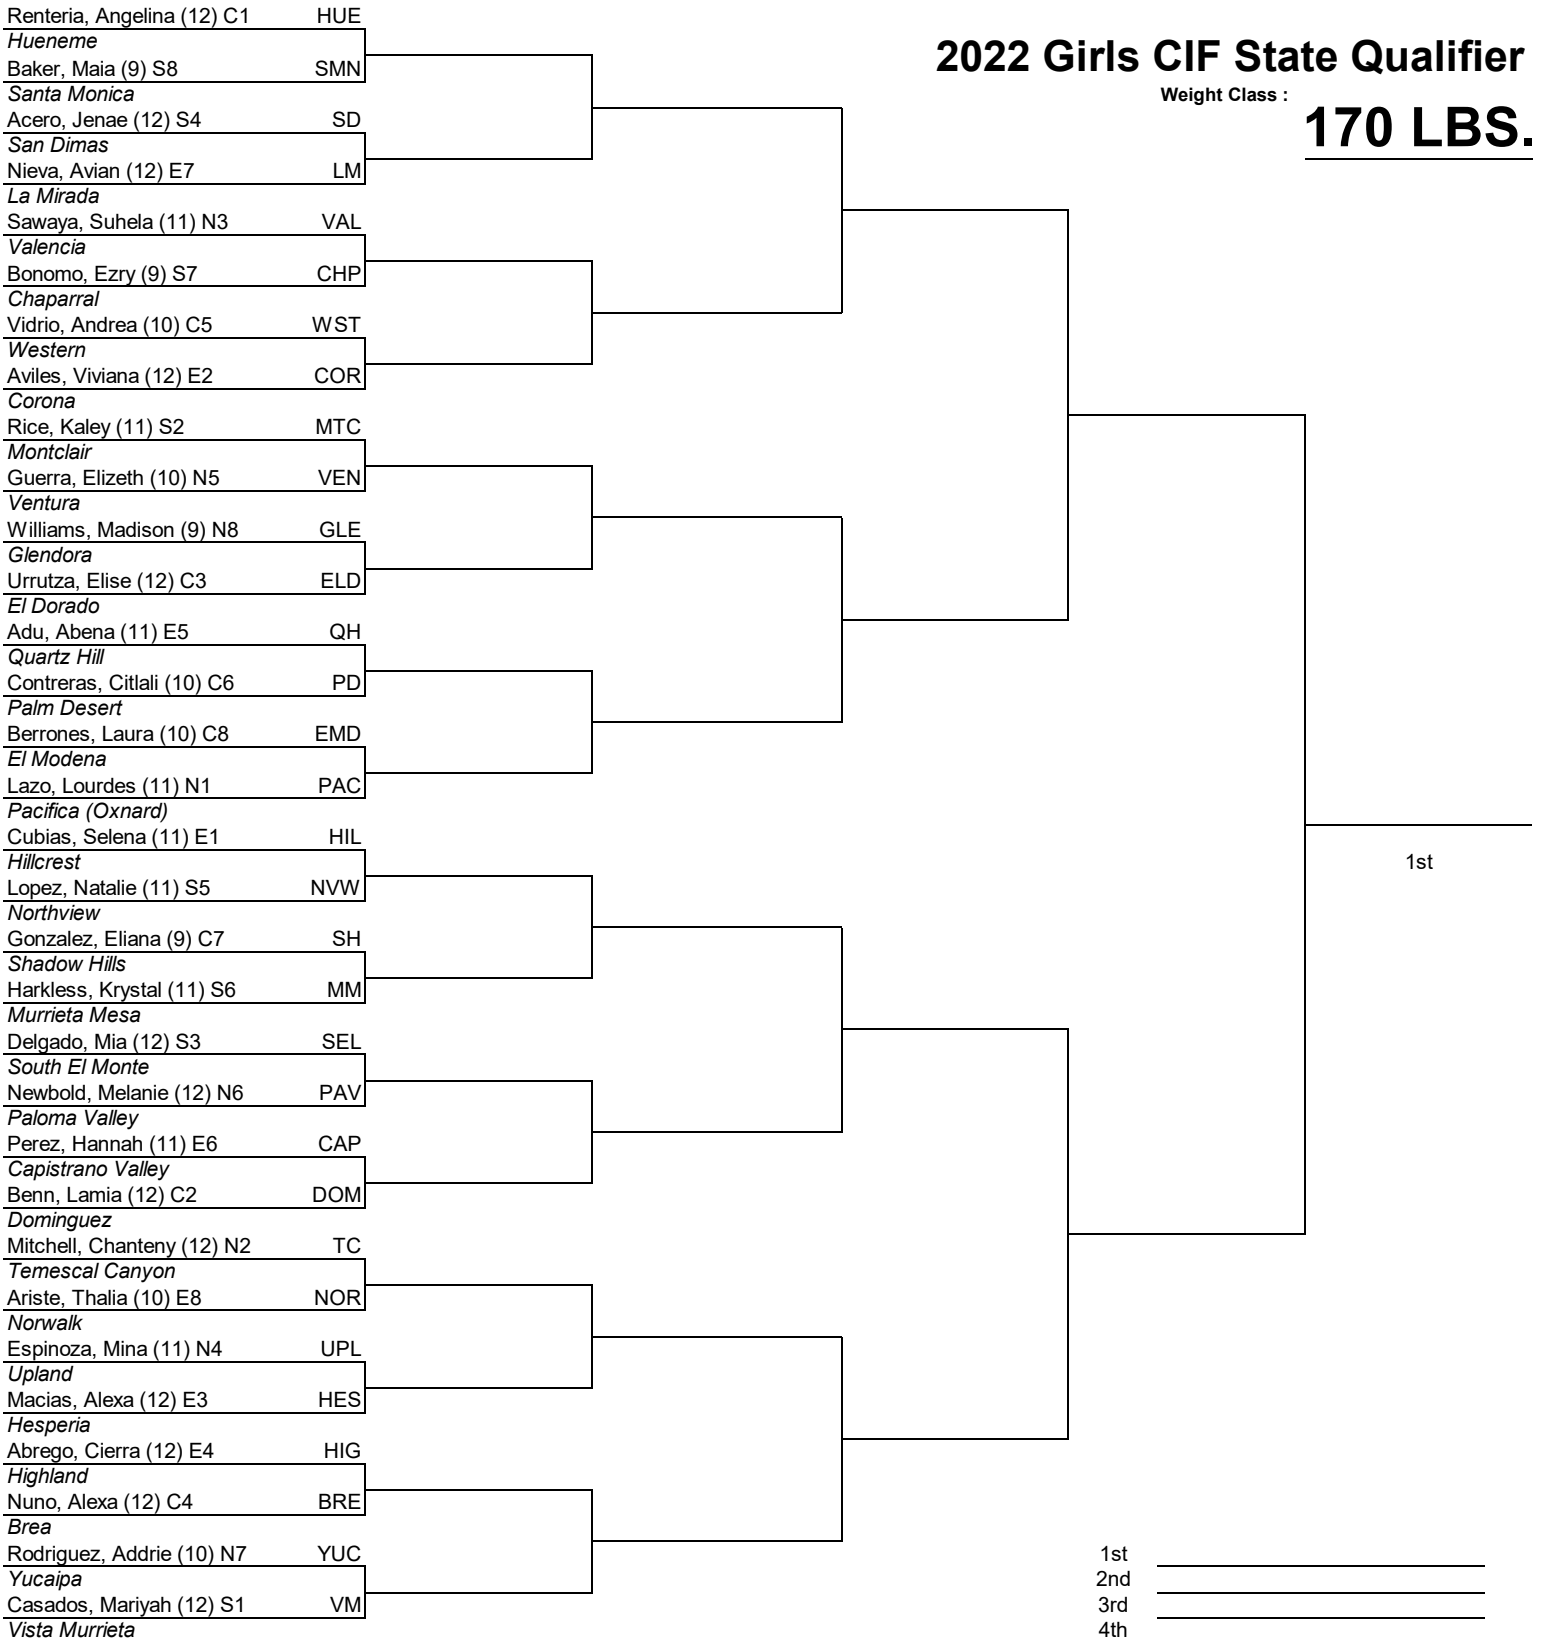 Renteria, Angelina (12) C1 HUE
Hueneme
Baker, Maia (9) S8 SMN
Santa Monica
Acero, Jenae (12) S4 SD
San Dimas
Nieva, Avian (12) E7 LM
La Mirada
Sawaya, Suhela (11) N3 VAL
Valencia
Bonomo, Ezry (9) S7 CHP
Chaparral
Vidrio, Andrea (10) C5 WST
Western
Aviles, Viviana (12) E2 COR
Corona
Rice, Kaley (11) S2 MTC
Montclair
Guerra, Elizeth (10) N5 VEN
Ventura
Williams, Madison (9) N8 GLE
Glendora
Urrutza, Elise (12) C3 ELD
El Dorado
Adu, Abena (11) E5 QH
Quartz Hill
Contreras, Citlali (10) C6 PD
Palm Desert
Berrones, Laura (10) C8 EMD
El Modena
Lazo, Lourdes (11) N1 PAC
Pacifica (Oxnard)
Cubias, Selena (11) E1 HIL
Hillcrest
Lopez, Natalie (11) S5 NVW
Northview
Gonzalez, Eliana (9) C7 SH
Shadow Hills
Harkless, Krystal (11) S6 MM
Murrieta Mesa
Delgado, Mia (12) S3 SEL
South El Monte
Newbold, Melanie (12) N6 PAV
Paloma Valley
Perez, Hannah (11) E6 CAP
Capistrano Valley
Benn, Lamia (12) C2 DOM
Dominguez
Mitchell, Chanteny (12) N2 TC
Temescal Canyon
Ariste, Thalia (10) E8 NOR
Norwalk
Espinoza, Mina (11) N4 UPL
Upland
Macias, Alexa (12) E3 HES
Hesperia
Abrego, Cierra (12) E4 HIG
Highland
Nuno, Alexa (12) C4 BRE
Brea
Rodriguez, Addrie (10) N7 YUC
Yucaipa
Casados, Mariyah (12) S1 VM
Vista Murrieta
2022 Girls CIF State Qualifier
Weight Class :
170 LBS.
1st
1st
2nd
3rd
4th